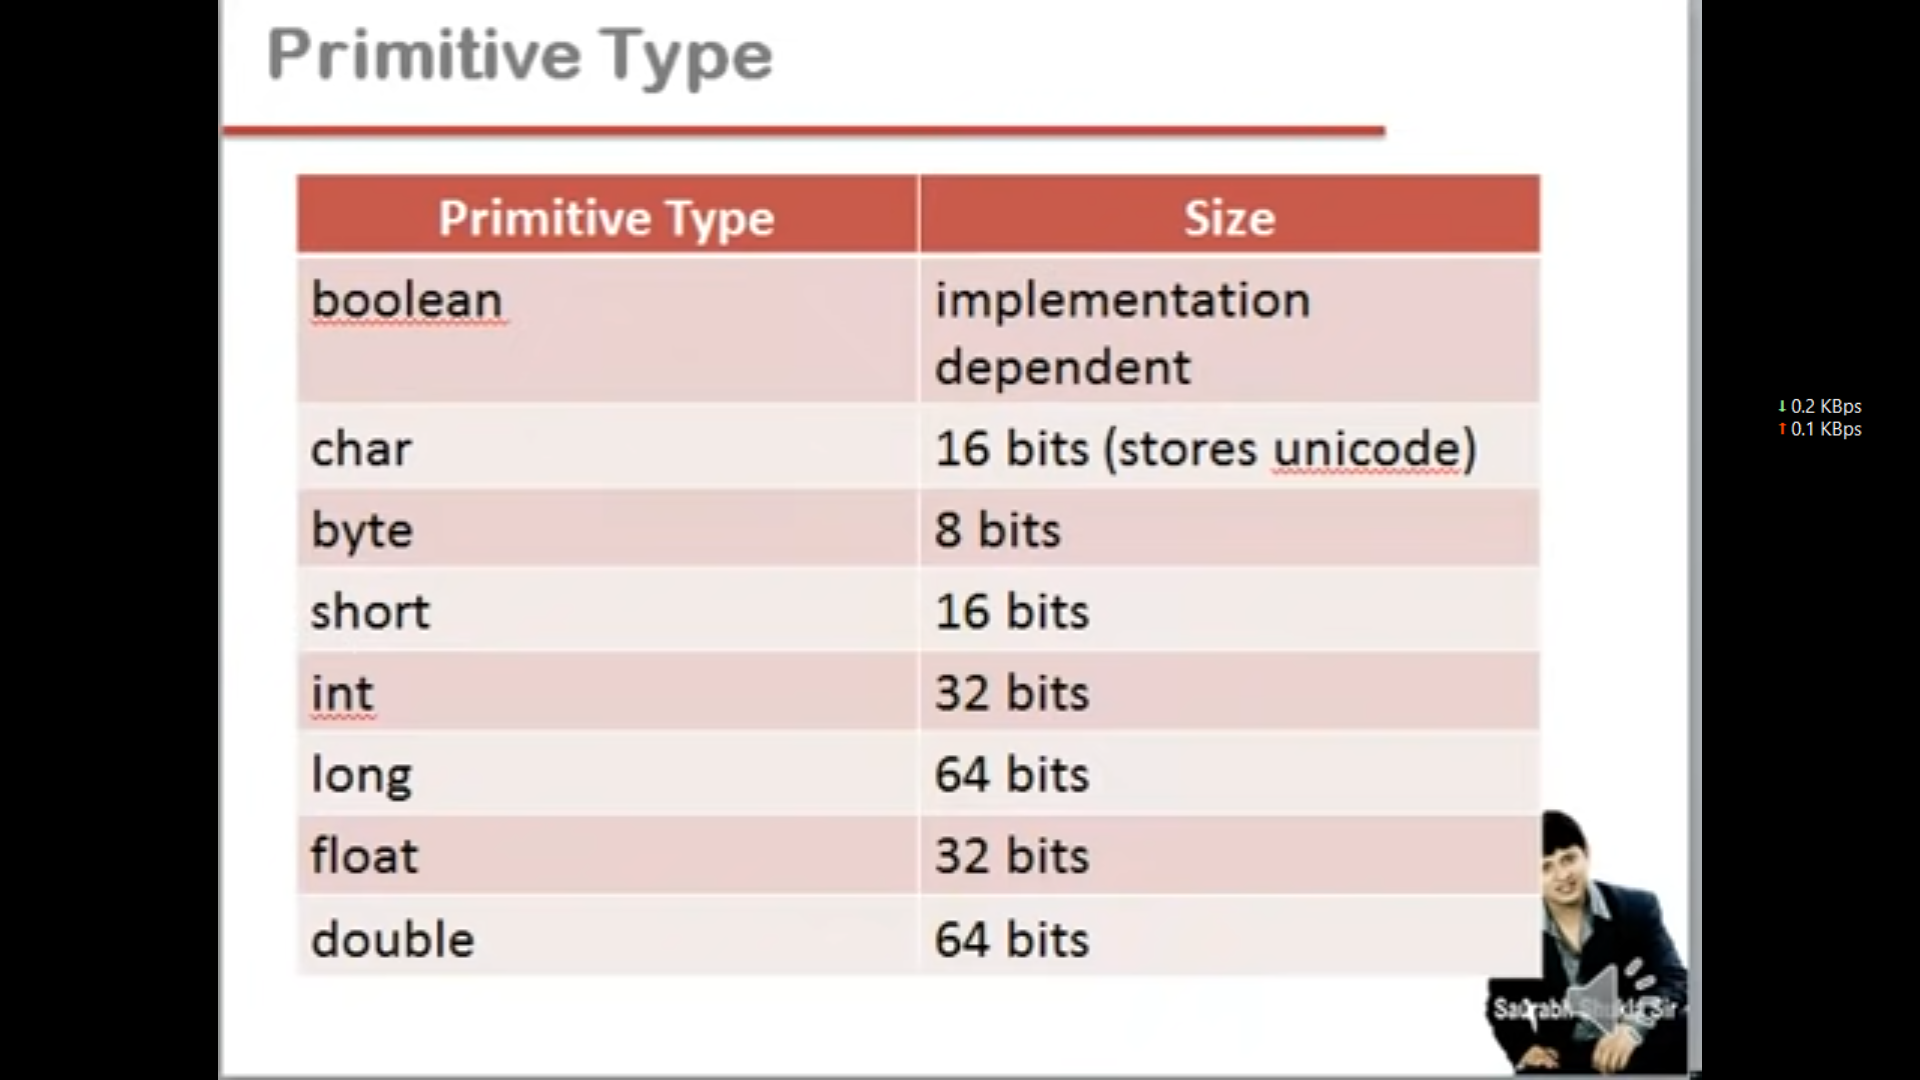 Primitive Type
Primitive Type Size
boolean implementation
dependent
char 16 bits (stores unicode)
byte 8 bits
short 16 bits
int 32 bits
long 64 bits
float 32 bits
double 64 bits
↓ 0.2 KBps
↑ 0.1 KBps
Saurabh Shukla Sir